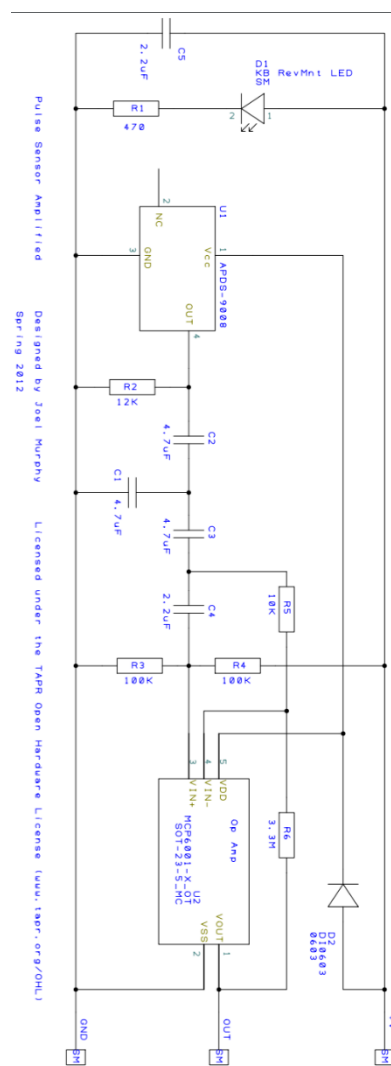 C5
2.2uF
D1
KB RevMnt LED
SM
R1
470
2
1
2
NC
U1
3
GND
Vcc
1
APDS-9008
OUT
4
R2
12K
C2
4.7uF
C1
4.7uF
C3
4.7uF
R5
10K
C4
2.2uF
R3
100K
R4
100K
3
4
5
VIN+
VIN-
VDD
R6
3.3M
Op Amp
U2
MCP6001-X_OT
SOT-23-5_MC
VSS
VOUT
2
1
D2
D10603
0603
GND
OUT
SM
SM
SM
Pulse Sensor Amplified
Designed by Joel Murphy
Spring 2012
Licensed under the TAPR Open Hardware License (www.tapr.org/OHL)